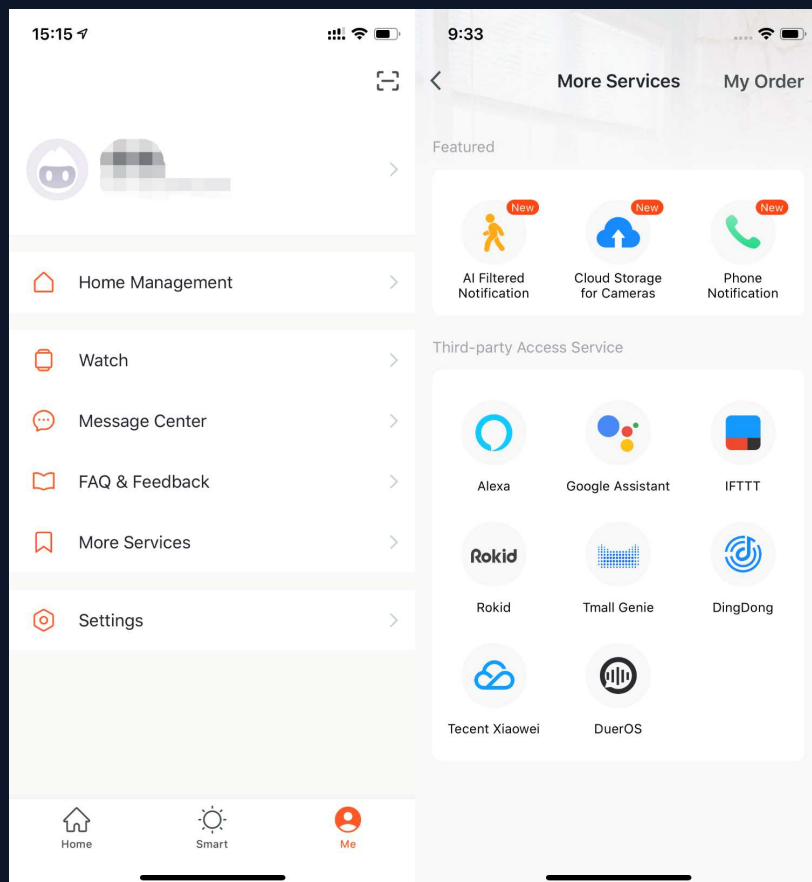 15:15
Home Management
Watch
Message Center
FAQ & Feedback
More Services
Settings
Home
Smart
Me
9:33
More Services
My Order
Featured
New
New
New
AI Filtered
Notification
Cloud Storage
for Cameras
Phone
Notification
Third-party Access Service
Alexa
Google Assistant
IFTTT
Rokid
Rokid
Tmall Genie
DingDong
Tecent Xiaowei
DuerOS